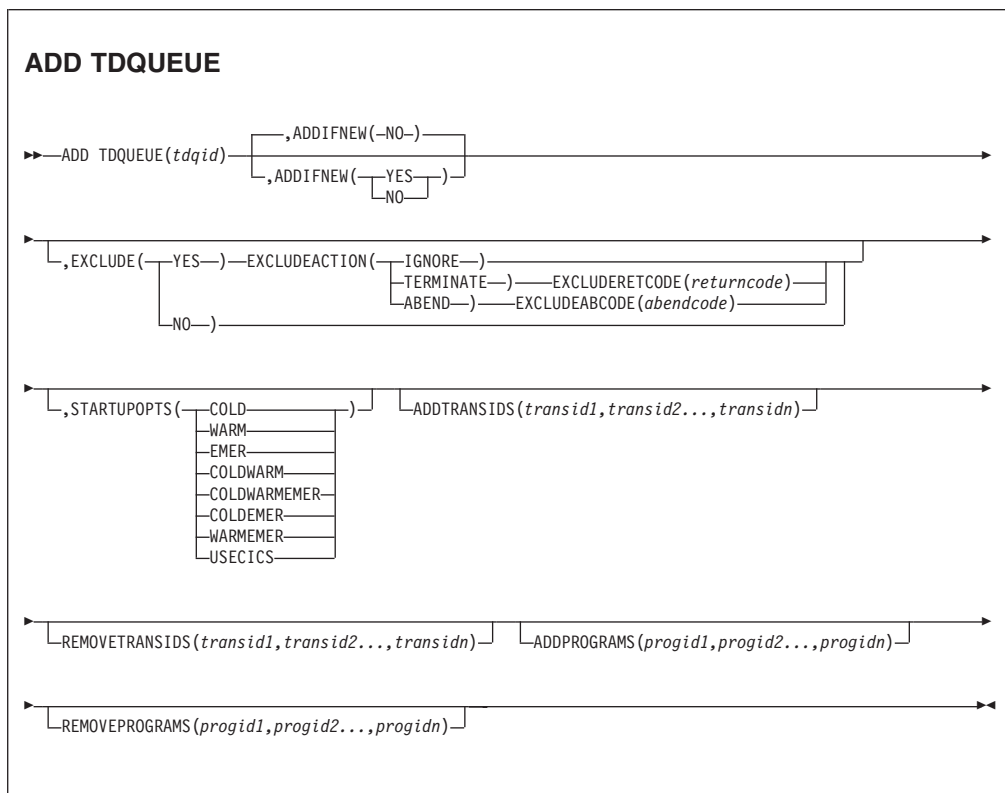 ADD TDQUEUE
,ADDIFNEW(NO)
ADD TDQUEUE(tdqid)
,ADDIFNEW(YES)
NO
,EXCLUDE(YES)EXCLUDEACTION(IGNORE)
TERMINATE)EXCLUDERETCODE(returncode)
ABEND)EXCLUDEABCODE(abendcode)
NO)
,STARTUPOPTS(COLD) ADDTRANSIDS(transid1,transid2...,transidn)
WARM
EMER
COLDWARM
COLDWARMEMER
COLDEMER
WARMEMER
USECICS
REMOVETRANSIDS(transid1,transid2...,transidn) ADDPROGRAMS(progid1,progid2...,progidn)
REMOVEPROGRAMS(progid1,progid2...,progidn)